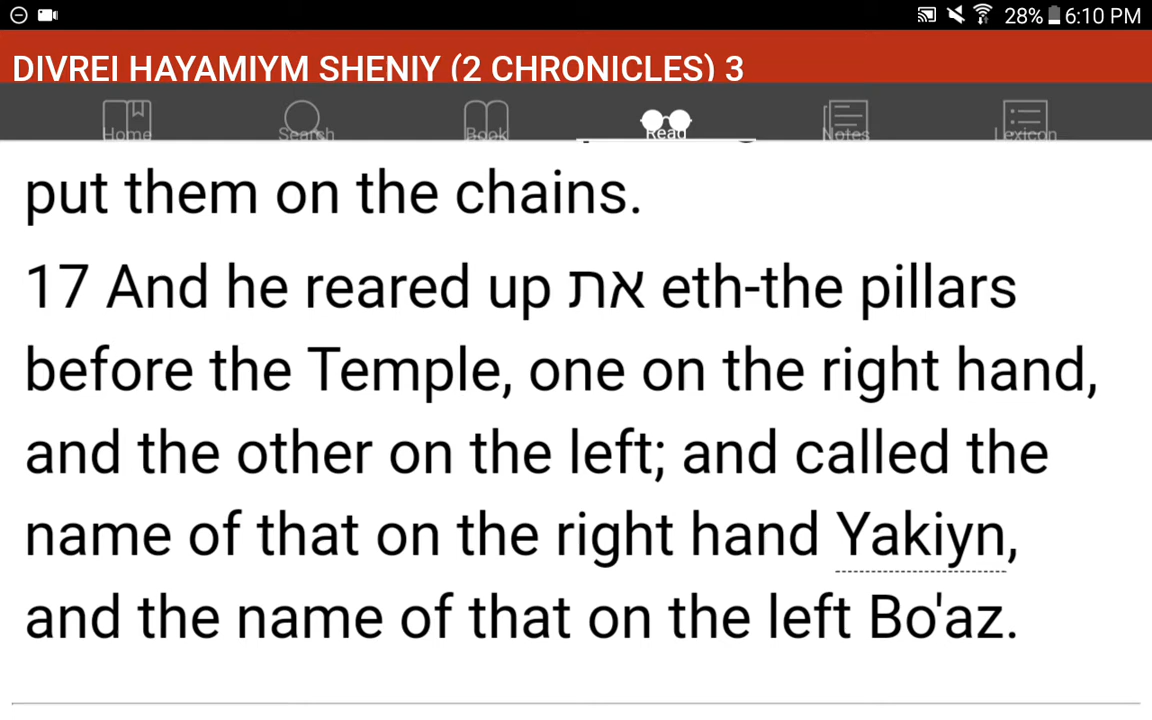 28% 6:10 PM
DIVREI HAYAMIYM SHENIY (2 CHRONICLES) 3
Home Search Book Read Notes Lexicon
put them on the chains.
17 And he reared up את eth-the pillars
before the Temple, one on the right hand,
and the other on the left; and called the
name of that on the right hand Yakiyn,
and the name of that on the left Bo'az.